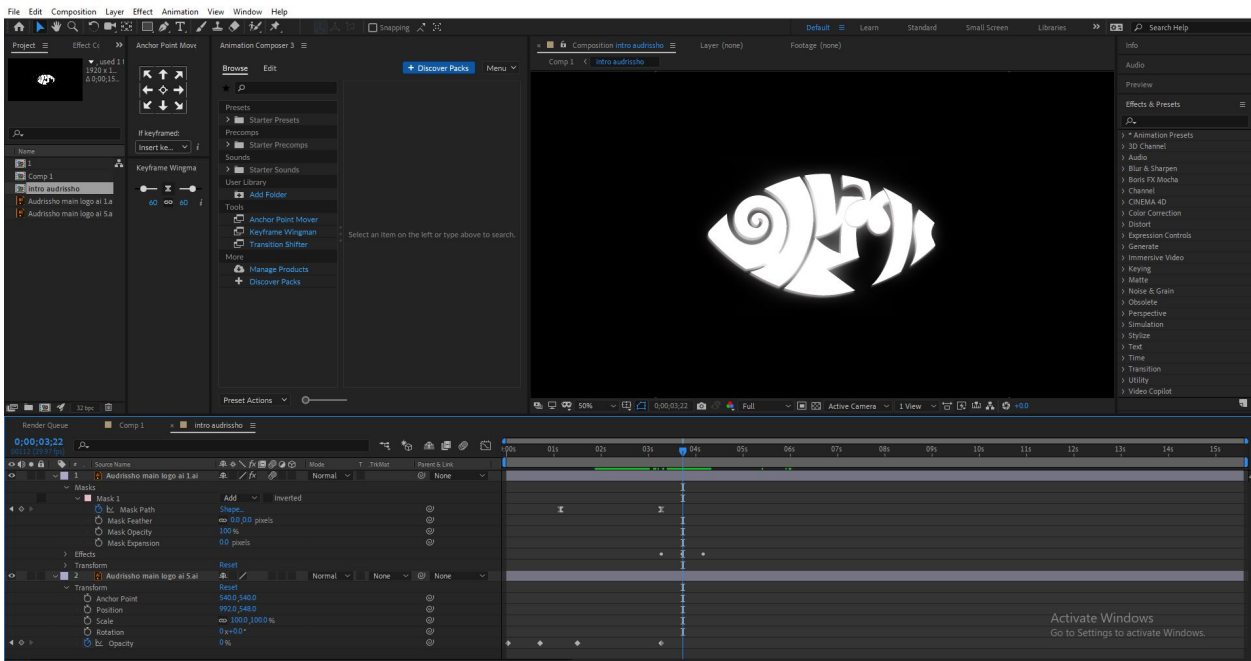 File Edit Composition Layer Effect Animation View Window Help
Snapping
Default Learn Standard Small Screen Libraries Search Help
Project
Effect Cc
, used 1 t
1920 x 1...
Δ 0;00;15...
Name
1
Comp 1
intro audrissho
Audrissho main logo ai 1.a
Audrissho main logo ai 5.a
32 bpc
Anchor Point Move
If keyframed:
Insert ke...
Keyframe Wingma
60 60
Animation Composer 3
Browse Edit + Discover Packs Menu
Presets
Starter Presets
Precomps
Starter Precomps
Sounds
Starter Sounds
User Library
Add Folder
Tools
Anchor Point Mover
Keyframe Wingman
Transition Shifter
More
Manage Products
Discover Packs
Select an item on the left or type above to search.
Preset Actions
Composition intro audrissho Layer (none) Footage (none)
Comp 1 intro audrissho
50% 0;00;03;22 Full Active Camera 1 View +0.0
Info
Audio
Preview
Effects & Presets
* Animation Presets
3D Channel
Audio
Blur & Sharpen
Boris FX Mocha
Channel
CINEMA 4D
Color Correction
Distort
Expression Controls
Generate
Immersive Video
Keying
Matte
Noise & Grain
Obsolete
Perspective
Simulation
Stylize
Text
Time
Transition
Utility
Video Copilot
Render Queue Comp 1 intro audrissho
0;00;03;22
00112 (29.97 fps)
:00s 01s 02s 03s 04s 05s 06s 07s 08s 09s 10s 11s 12s 13s 14s 15s
# Source Name Mode T TrkMat Parent & Link
1 Audrissho main logo ai 1.ai Normal None
Masks
Mask 1 Add Inverted
Mask Path Shape...
Mask Feather 0.0,0.0 pixels
Mask Opacity 100 %
Mask Expansion 0.0 pixels
Effects
Transform Reset
2 Audrissho main logo ai 5.ai Normal None None
Transform Reset
Anchor Point 540.0,540.0
Position 992.0,548.0
Scale 100.0,100.0 %
Rotation 0 x+0.0°
Opacity 0 %
Activate Windows
Go to Settings to activate Windows.